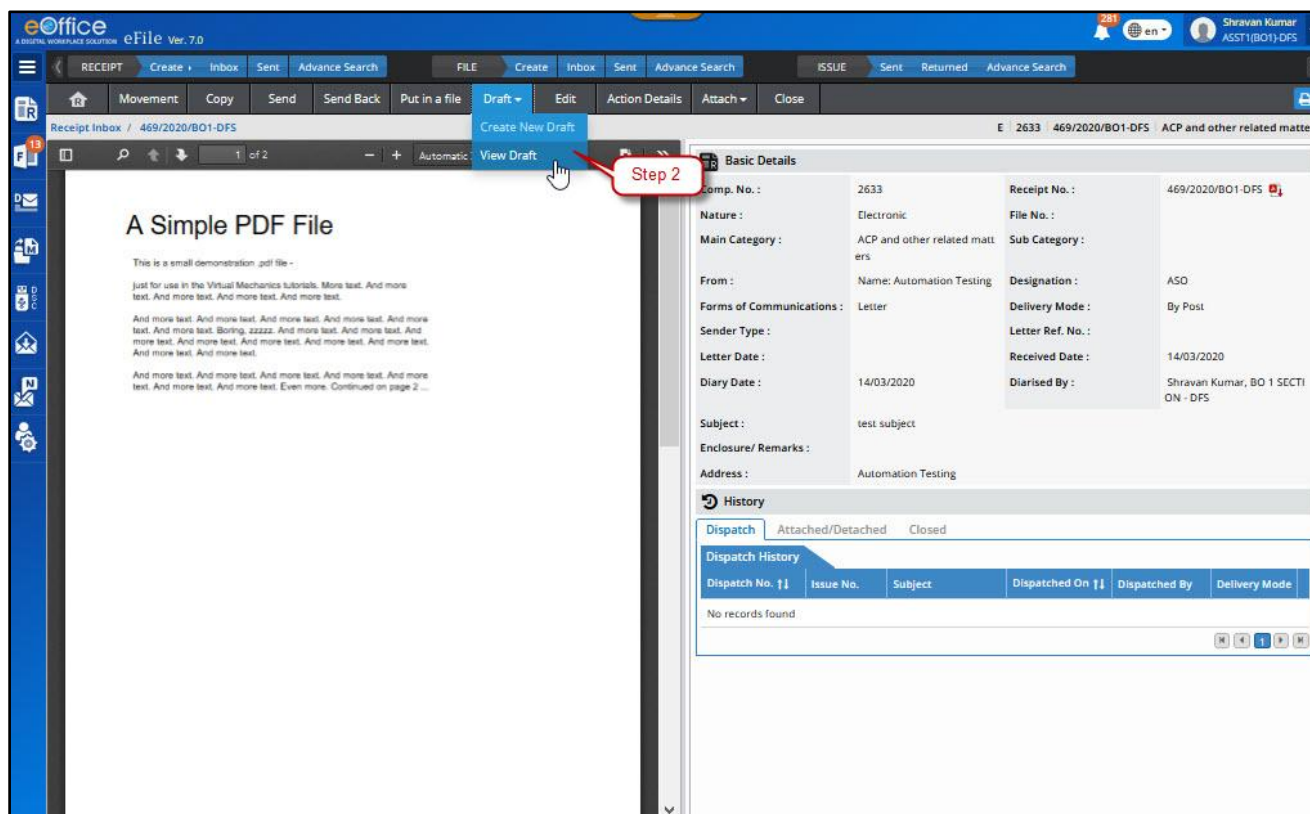 eOffice
A DIGITAL WORKPLACE SOLUTION eFile Ver. 7.0
281
en
Shravan Kumar
ASST1(BO1)-DFS
RECEIPT Create Inbox Sent Advance Search FILE Create Inbox Sent Advance Search ISSUE Sent Returned Advance Search
Movement Copy Send Send Back Put in a file Draft Edit Action Details Attach Close
Receipt Inbox / 469/2020/BO1-DFS
E 2633 469/2020/BO1-DFS ACP and other related matte
Create New Draft
View Draft
Step 2
13
1 of 2 − + Automatic
A Simple PDF File
This is a small demonstration .pdf file -
just for use in the Virtual Mechanics tutorials. More text. And more
text. And more text. And more text. And more text.
And more text. And more text. And more text. And more text. And more
text. And more text. Boring, zzzzz. And more text. And more text. And
more text. And more text. And more text. And more text. And more text.
And more text. And more text.
And more text. And more text. And more text. And more text. And more
text. And more text. And more text. Even more. Continued on page 2 ...
Basic Details
Comp. No. : 2633 Receipt No. : 469/2020/BO1-DFS
Nature : Electronic File No. :
Main Category : ACP and other related matt Sub Category :
ers
From : Name: Automation Testing Designation : ASO
Forms of Communications : Letter Delivery Mode : By Post
Sender Type : Letter Ref. No. :
Letter Date : Received Date : 14/03/2020
Diary Date : 14/03/2020 Diarised By : Shravan Kumar, BO 1 SECTI
ON - DFS
Subject : test subject
Enclosure/ Remarks :
Address : Automation Testing
History
Dispatch Attached/Detached Closed
Dispatch History
Dispatch No. Issue No. Subject Dispatched On Dispatched By Delivery Mode
No records found
1